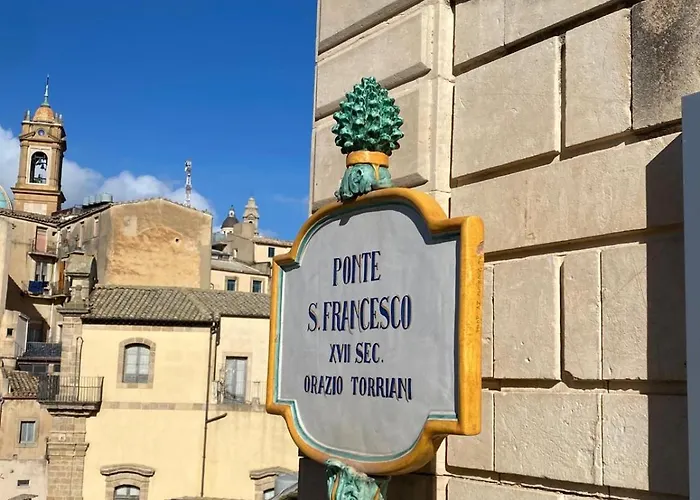 PONTE
S. FRANCESCO
XVII SEC.
ORAZIO TORRIANI